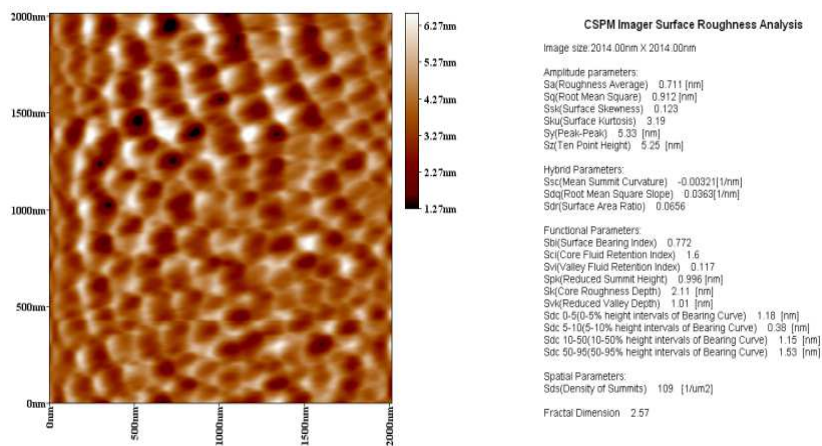 2000nm
1500nm
1000nm
500nm
0nm
0nm
500nm
1000nm
1500nm
2000nm
6.27nm
5.27nm
4.27nm
3.27nm
2.27nm
1.27nm
CSPM Imager Surface Roughness Analysis
Image size:2014.00nm X 2014.00nm
Amplitude parameters:
Sa(Roughness Average) 0.711 [nm]
Sq(Root Mean Square) 0.912 [nm]
Ssk(Surface Skewness) 0.123
Sku(Surface Kurtosis) 3.19
Sy(Peak-Peak) 5.33 [nm]
Sz(Ten Point Height) 5.25 [nm]
Hybrid Parameters:
Ssc(Mean Summit Curvature) -0.00321[1/nm]
Sdq(Root Mean Square Slope) 0.0363[1/nm]
Sdr(Surface Area Ratio) 0.0656
Functional Parameters:
Sbi(Surface Bearing Index) 0.772
Sci(Core Fluid Retention Index) 1.6
Svi(Valley Fluid Retention Index) 0.117
Spk(Reduced Summit Height) 0.996 [nm]
Sk(Core Roughness Depth) 2.11 [nm]
Svk(Reduced Valley Depth) 1.01 [nm]
Sdc 0-5(0-5% height intervals of Bearing Curve) 1.18 [nm]
Sdc 5-10(5-10% height intervals of Bearing Curve) 0.38 [nm]
Sdc 10-50(10-50% height intervals of Bearing Curve) 1.15 [nm]
Sdc 50-95(50-95% height intervals of Bearing Curve) 1.53 [nm]
Spatial Parameters:
Sds(Density of Summits) 109 [1/um2]
Fractal Dimension 2.57